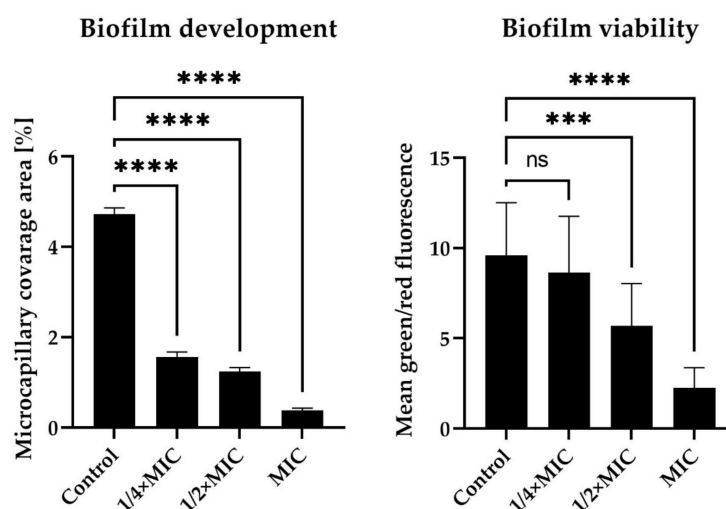 Biofilm development
****
****
****
Microcapillary covarage area [%]
6
4
2
0
Control
1/4×MIC
1/2×MIC
MIC
Biofilm viability
****
***
ns
Mean green/red fluorescence
15
10
5
0
Control
1/4×MIC
1/2×MIC
MIC